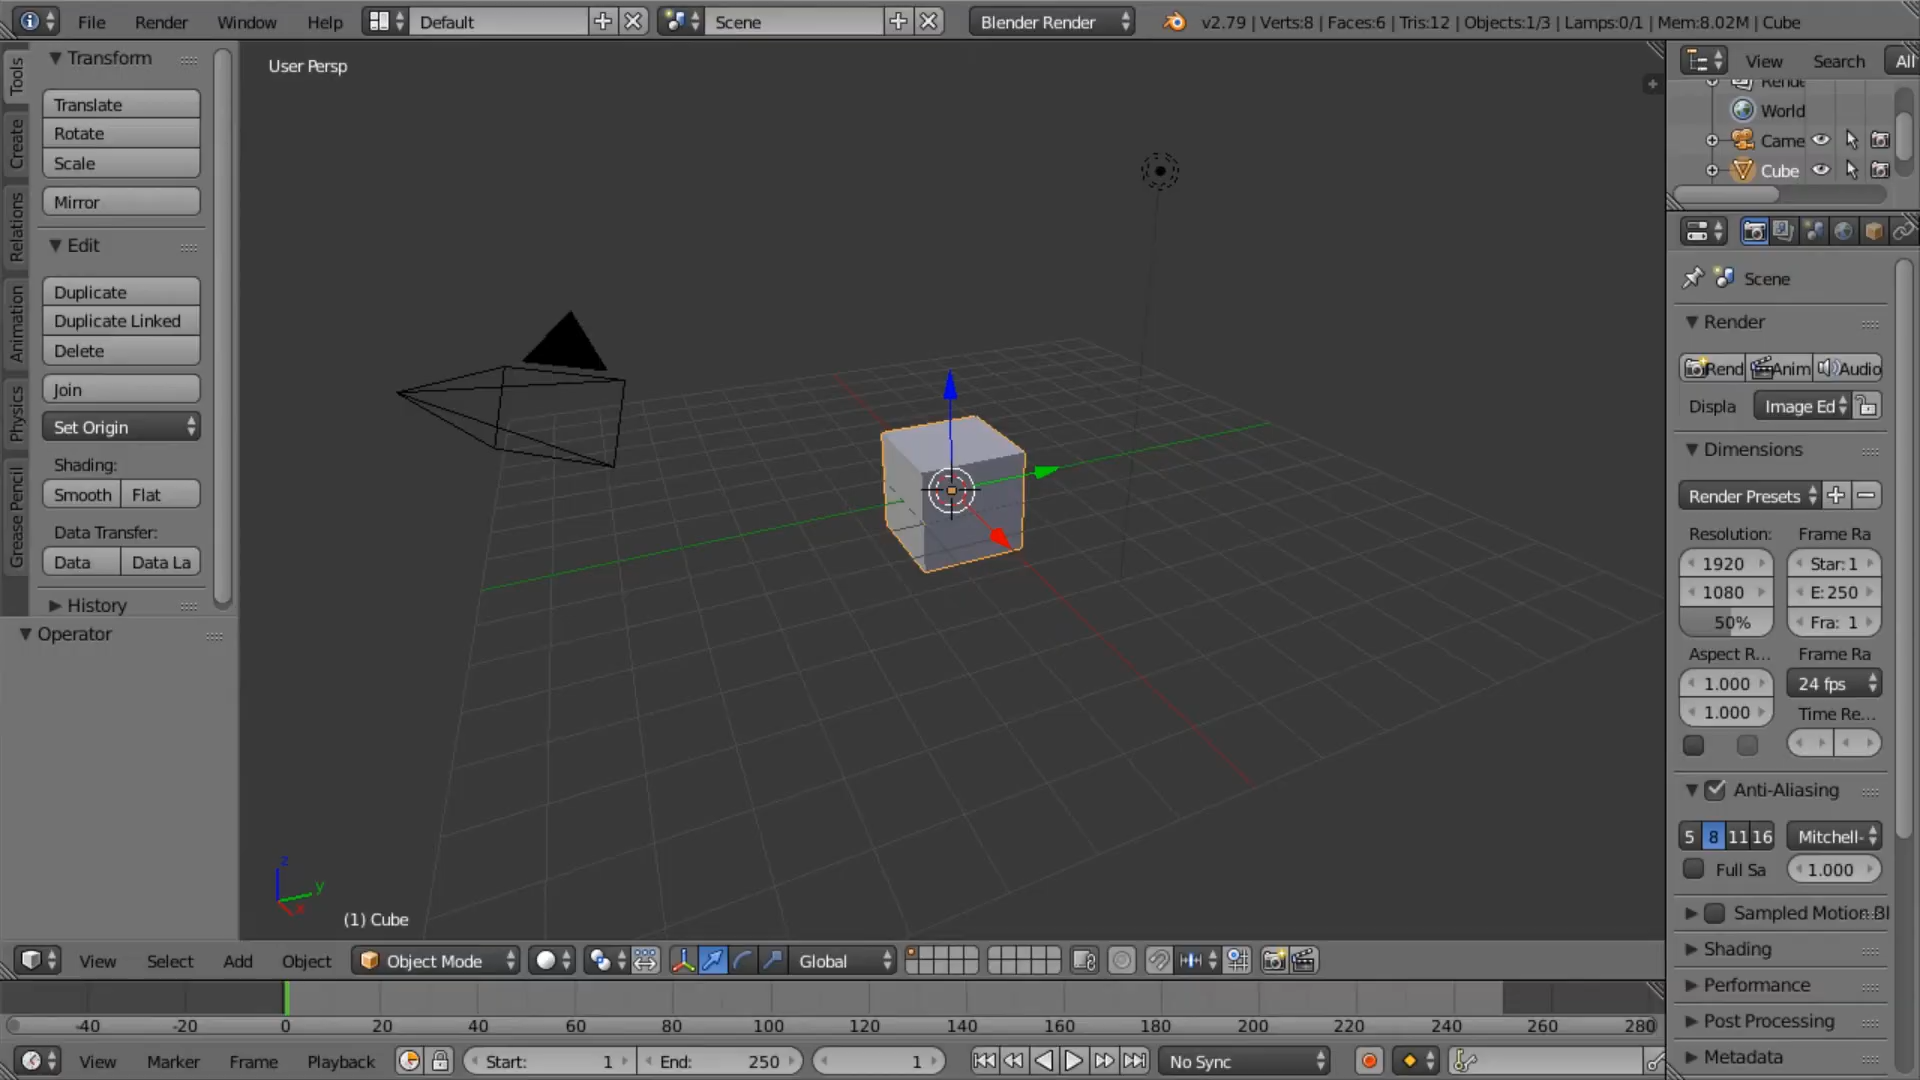 File Render Window Help Default Scene Blender Render v2.79 | Verts:8 | Faces:6 | Tris:12 | Objects:1/3 | Lamps:0/1 | Mem:8.02M | Cube
Tools
Create
Relations
Animation
Physics
Grease Pencil
Transform
Translate
Rotate
Scale
Mirror
Edit
Duplicate
Duplicate Linked
Delete
Join
Set Origin
Shading:
Smooth Flat
Data Transfer:
Data Data La
History
Operator
User Persp
z
y
x
(1) Cube
View Search All
Rende
World
Came
Cube
Scene
Render
Rend Anim Audio
Displa Image Ed
Dimensions
Render Presets
Resolution: Frame Ra
1920 Star: 1
1080 E: 250
50% Fra: 1
Aspect R... Frame Ra
1.000 24 fps
1.000 Time Re...
Anti-Aliasing
5 8 11 16 Mitchell-
Full Sa 1.000
Sampled Motion Bl
Shading
Performance
Post Processing
Metadata
View Select Add Object Object Mode Global
-40 -20 0 20 40 60 80 100 120 140 160 180 200 220 240 260 280
View Marker Frame Playback Start: 1 End: 250 1 No Sync